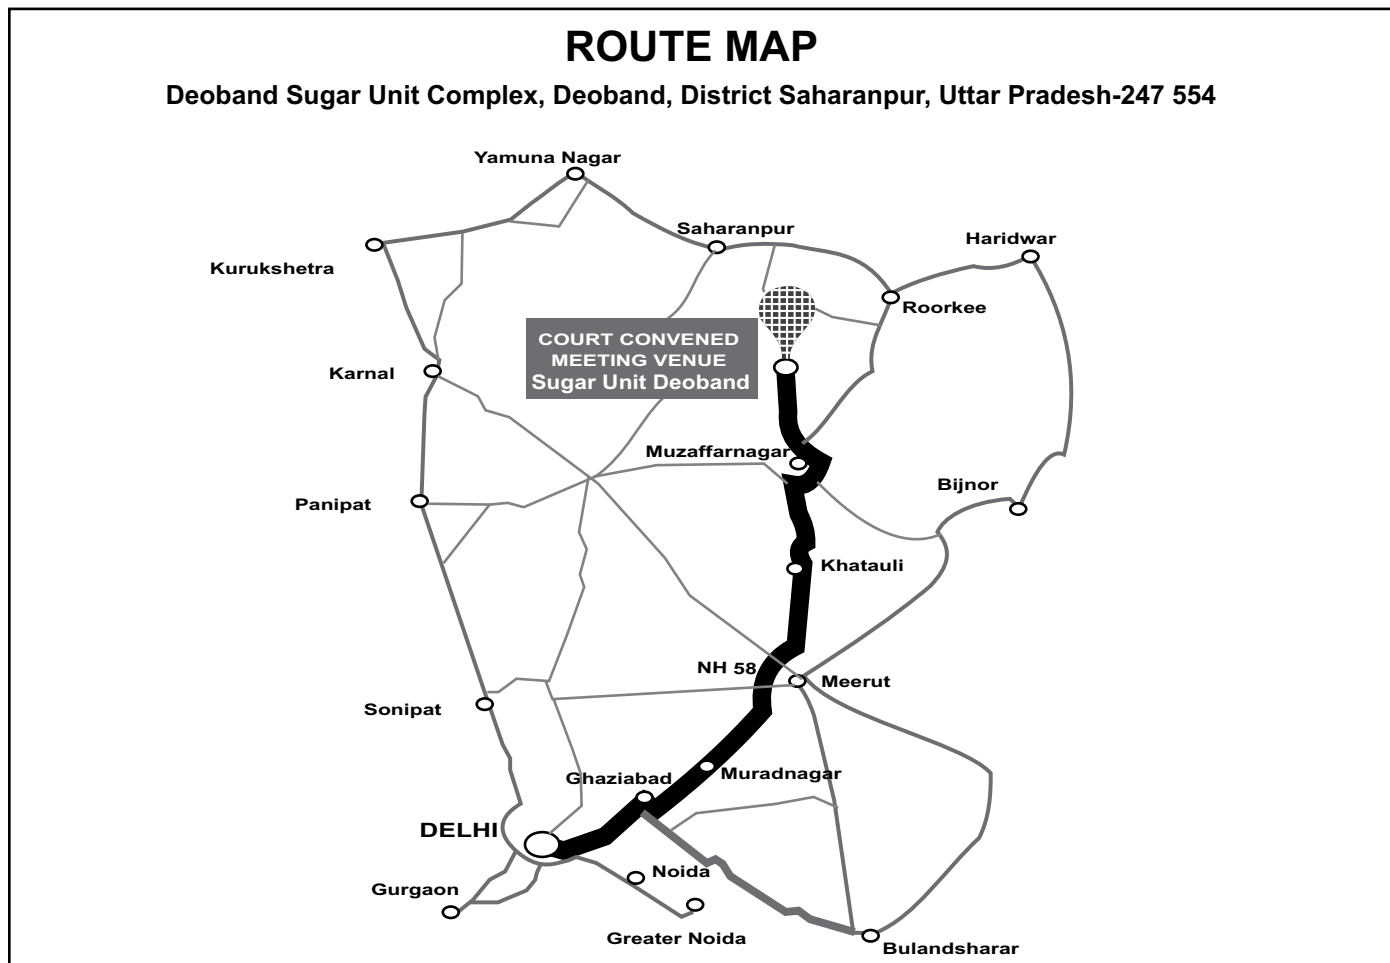 ROUTE MAP
Deoband Sugar Unit Complex, Deoband, District Saharanpur, Uttar Pradesh-247 554
Yamuna Nagar
Saharanpur
Haridwar
Kurukshetra
Roorkee
COURT CONVENED
MEETING VENUE
Sugar Unit Deoband
Karnal
Muzaffarnagar
Panipat
Bijnor
Khatauli
NH 58
Meerut
Sonipat
Ghaziabad
Muradnagar
DELHI
Noida
Gurgaon
Greater Noida
Bulandsharar